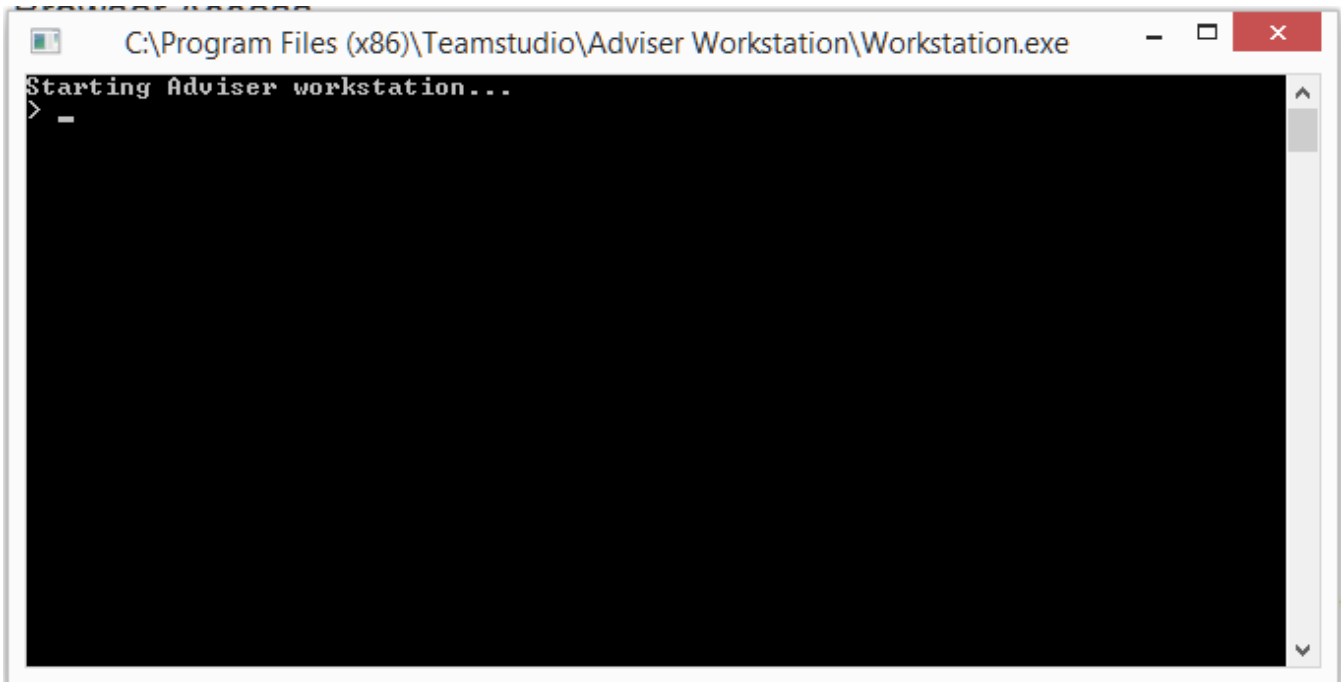 C:\Program Files (x86)\Teamstudio\Adviser Workstation\Workstation.exe
Starting Adviser workstation...
> _